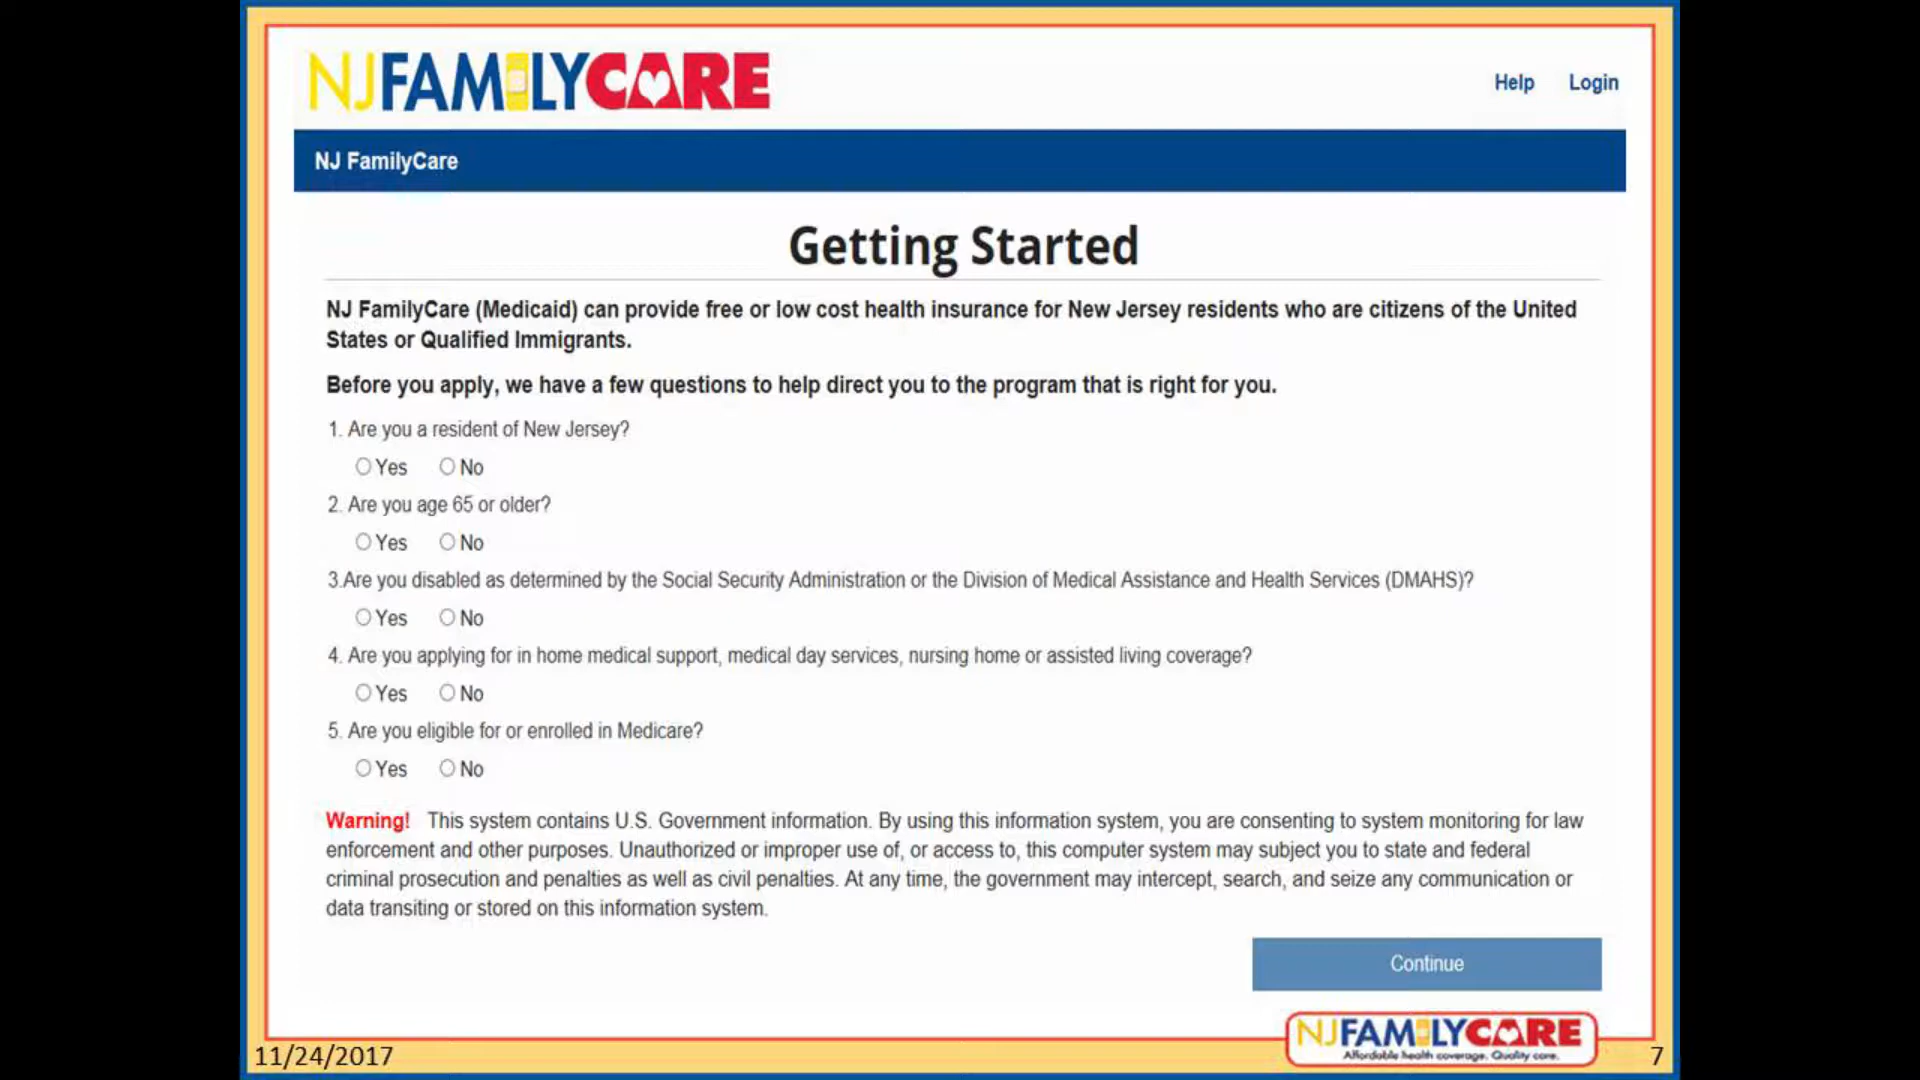 NJFAMILYCARE
Help Login
NJ FamilyCare
Getting Started
NJ FamilyCare (Medicaid) can provide free or low cost health insurance for New Jersey residents who are citizens of the United
States or Qualified Immigrants.
Before you apply, we have a few questions to help direct you to the program that is right for you.
1. Are you a resident of New Jersey?
Yes No
2. Are you age 65 or older?
Yes No
3.Are you disabled as determined by the Social Security Administration or the Division of Medical Assistance and Health Services (DMAHS)?
Yes No
4. Are you applying for in home medical support, medical day services, nursing home or assisted living coverage?
Yes No
5. Are you eligible for or enrolled in Medicare?
Yes No
Warning! This system contains U.S. Government information. By using this information system, you are consenting to system monitoring for law
enforcement and other purposes. Unauthorized or improper use of, or access to, this computer system may subject you to state and federal
criminal prosecution and penalties as well as civil penalties. At any time, the government may intercept, search, and seize any communication or
data transiting or stored on this information system.
Continue
NJFAMILYCARE
Affordable health coverage. Quality care.
11/24/2017
7